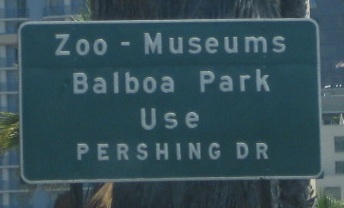 Zoo - Museums
Balboa Park
Use
PERSHING DR